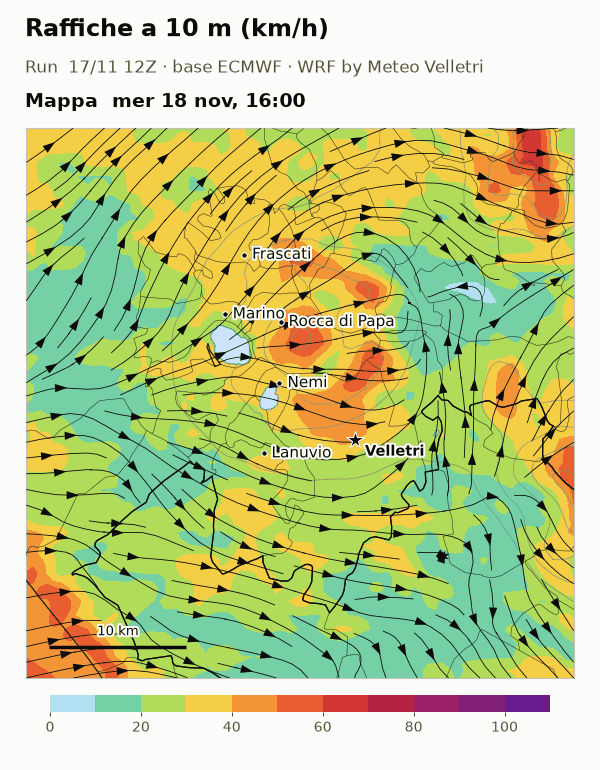 Raffiche a 10 m (km/h)
Run  17/11 12Z · base ECMWF · WRF by Meteo Velletri
Mappa  mer 18 nov, 16:00
Frascati
Marino
Rocca di Papa
Nemi
Velletri
Lanuvio
10 km
0 20 40 60 80 100